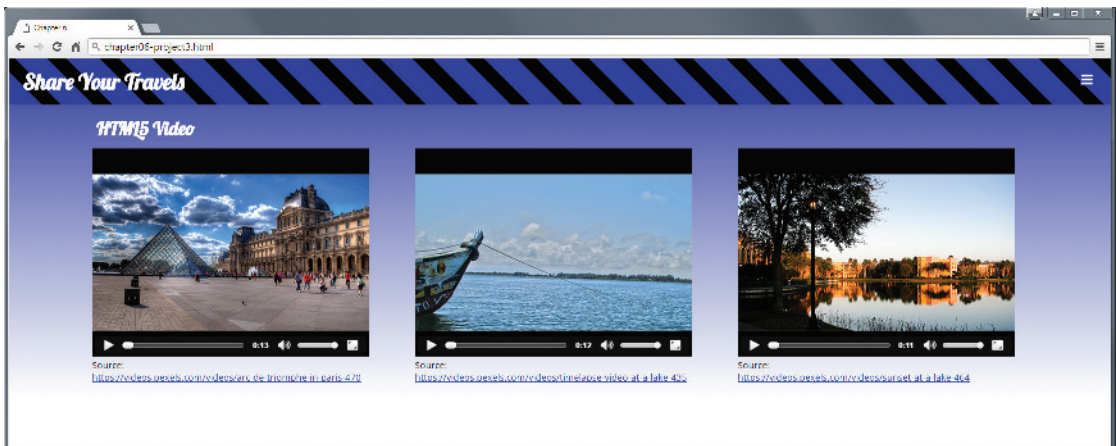 Chapter 6
chapter06-project3.html
Share Your Travels
HTML5 Video
0:13
0:12
0:11
Source:
https://videos.pexels.com/videos/arc-de-triomphe-in-paris-470
Source:
https://videos.pexels.com/videos/timelapse-video-at-a-lake-435
Source:
https://videos.pexels.com/videos/sunset-at-a-lake-464